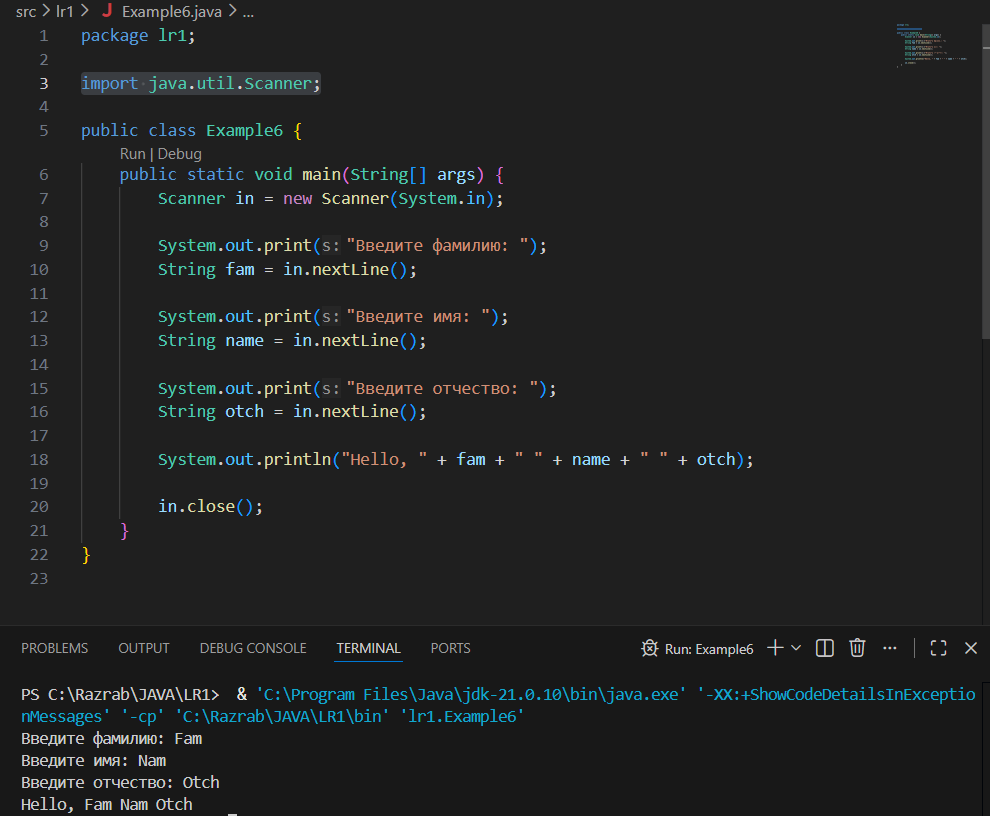 src > lr1 > J Example6.java > ...
1 package lr1;
2
3 import java.util.Scanner;
4
5 public class Example6 {
Run | Debug
6 public static void main(String[] args) {
7 Scanner in = new Scanner(System.in);
8
9 System.out.print(s: "Введите фамилию: ");
10 String fam = in.nextLine();
11
12 System.out.print(s: "Введите имя: ");
13 String name = in.nextLine();
14
15 System.out.print(s: "Введите отчество: ");
16 String otch = in.nextLine();
17
18 System.out.println("Hello, " + fam + " " + name + " " + otch);
19
20 in.close();
21 }
22 }
23
PROBLEMS OUTPUT DEBUG CONSOLE TERMINAL PORTS Run: Example6
PS C:\Razrab\JAVA\LR1> & 'C:\Program Files\Java\jdk-21.0.10\bin\java.exe' '-XX:+ShowCodeDetailsInExceptio
nMessages' '-cp' 'C:\Razrab\JAVA\LR1\bin' 'lr1.Example6'
Введите фамилию: Fam
Введите имя: Nam
Введите отчество: Otch
Hello, Fam Nam Otch